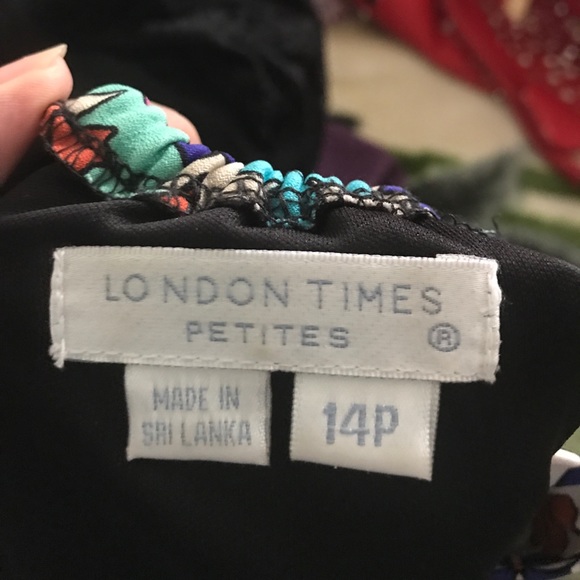 LONDON TIMES
PETITES ®
MADE IN
SRI LANKA
14P